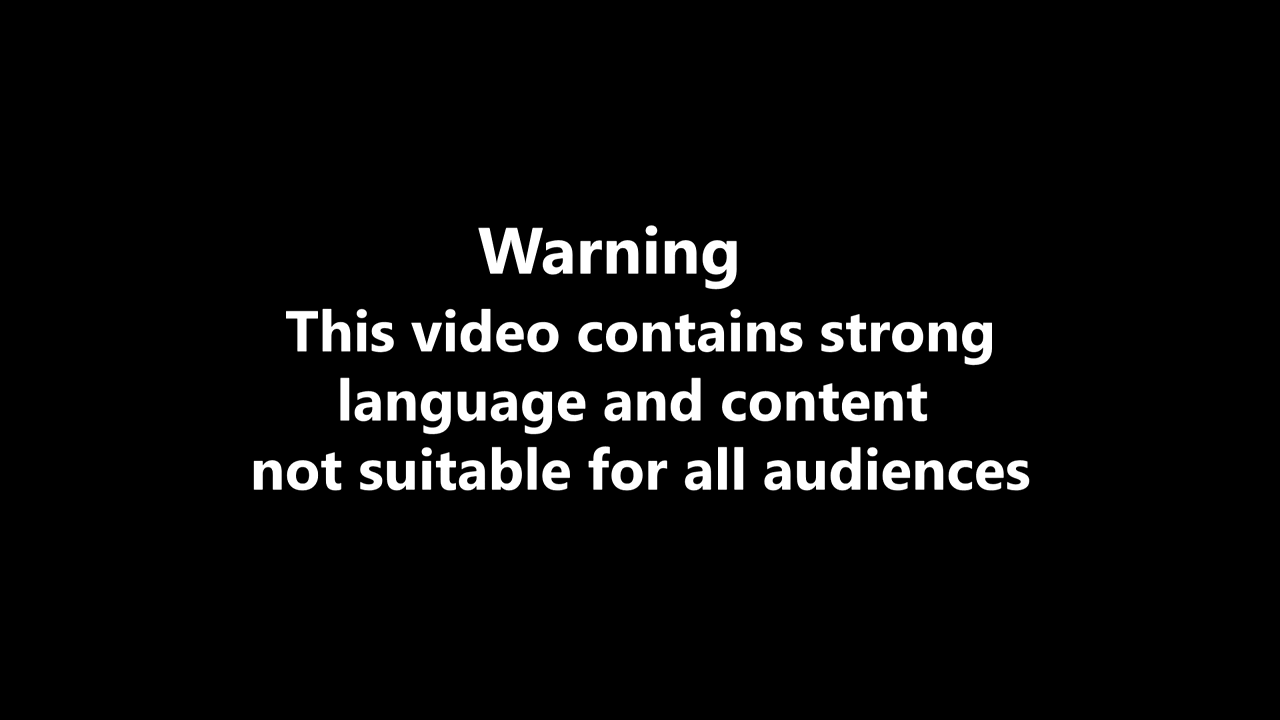 Warning
This video contains strong
language and content
not suitable for all audiences